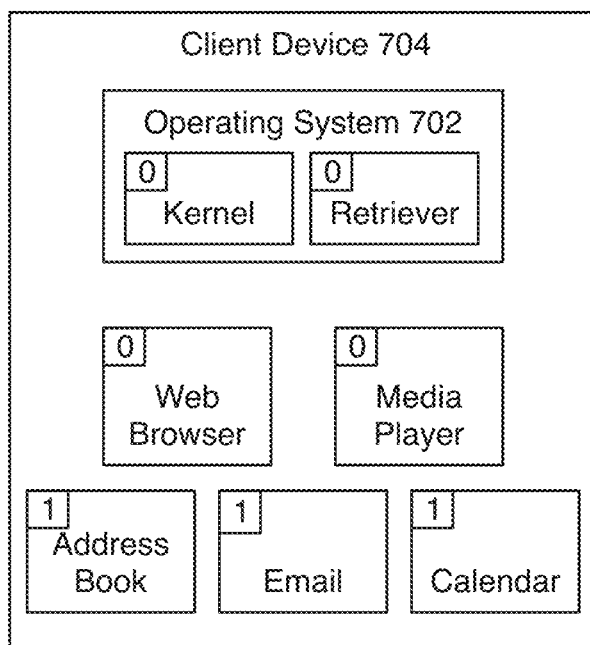 Client Device 704
Operating System 702
0
Kernel
0
Retriever
0
Web
Browser
0
Media
Player
1
Address
Book
1
Email
1
Calendar